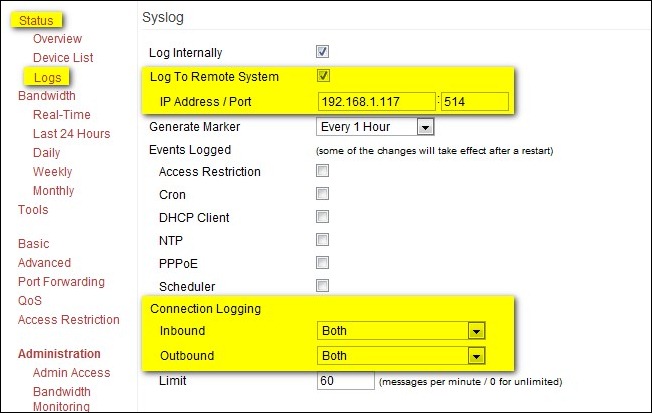 Status
Overview
Device List
Logs
Bandwidth
Real-Time
Last 24 Hours
Daily
Weekly
Monthly
Tools
Basic
Advanced
Port Forwarding
QoS
Access Restriction
Administration
Admin Access
Bandwidth
Monitoring
Syslog
Log Internally
Log To Remote System
IP Address / Port 192.168.1.117 : 514
Generate Marker Every 1 Hour
Events Logged (some of the changes will take effect after a restart)
Access Restriction
Cron
DHCP Client
NTP
PPPoE
Scheduler
Connection Logging
Inbound Both
Outbound Both
Limit 60 (messages per minute / 0 for unlimited)